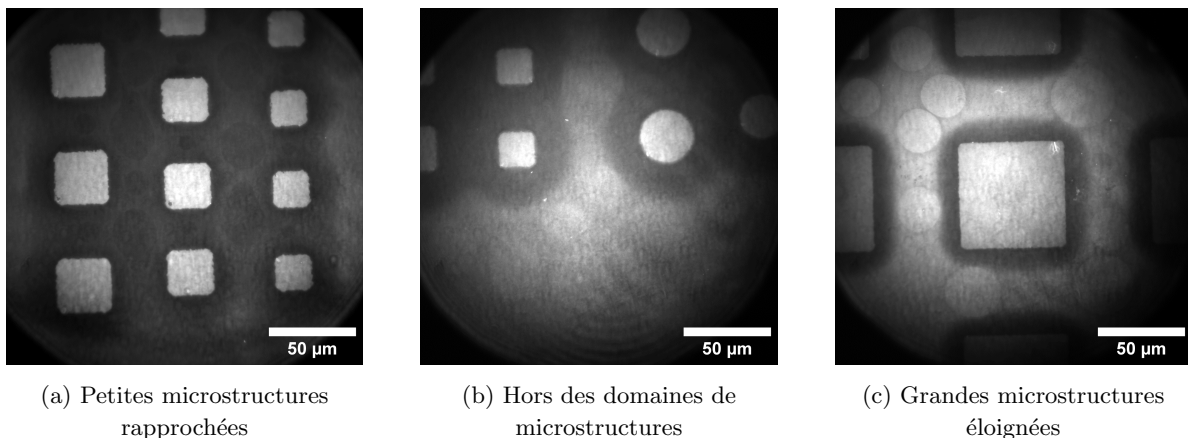 50 µm
50 µm
50 µm
(a) Petites microstructures
rapprochées
(b) Hors des domaines de
microstructures
(c) Grandes microstructures
éloignées